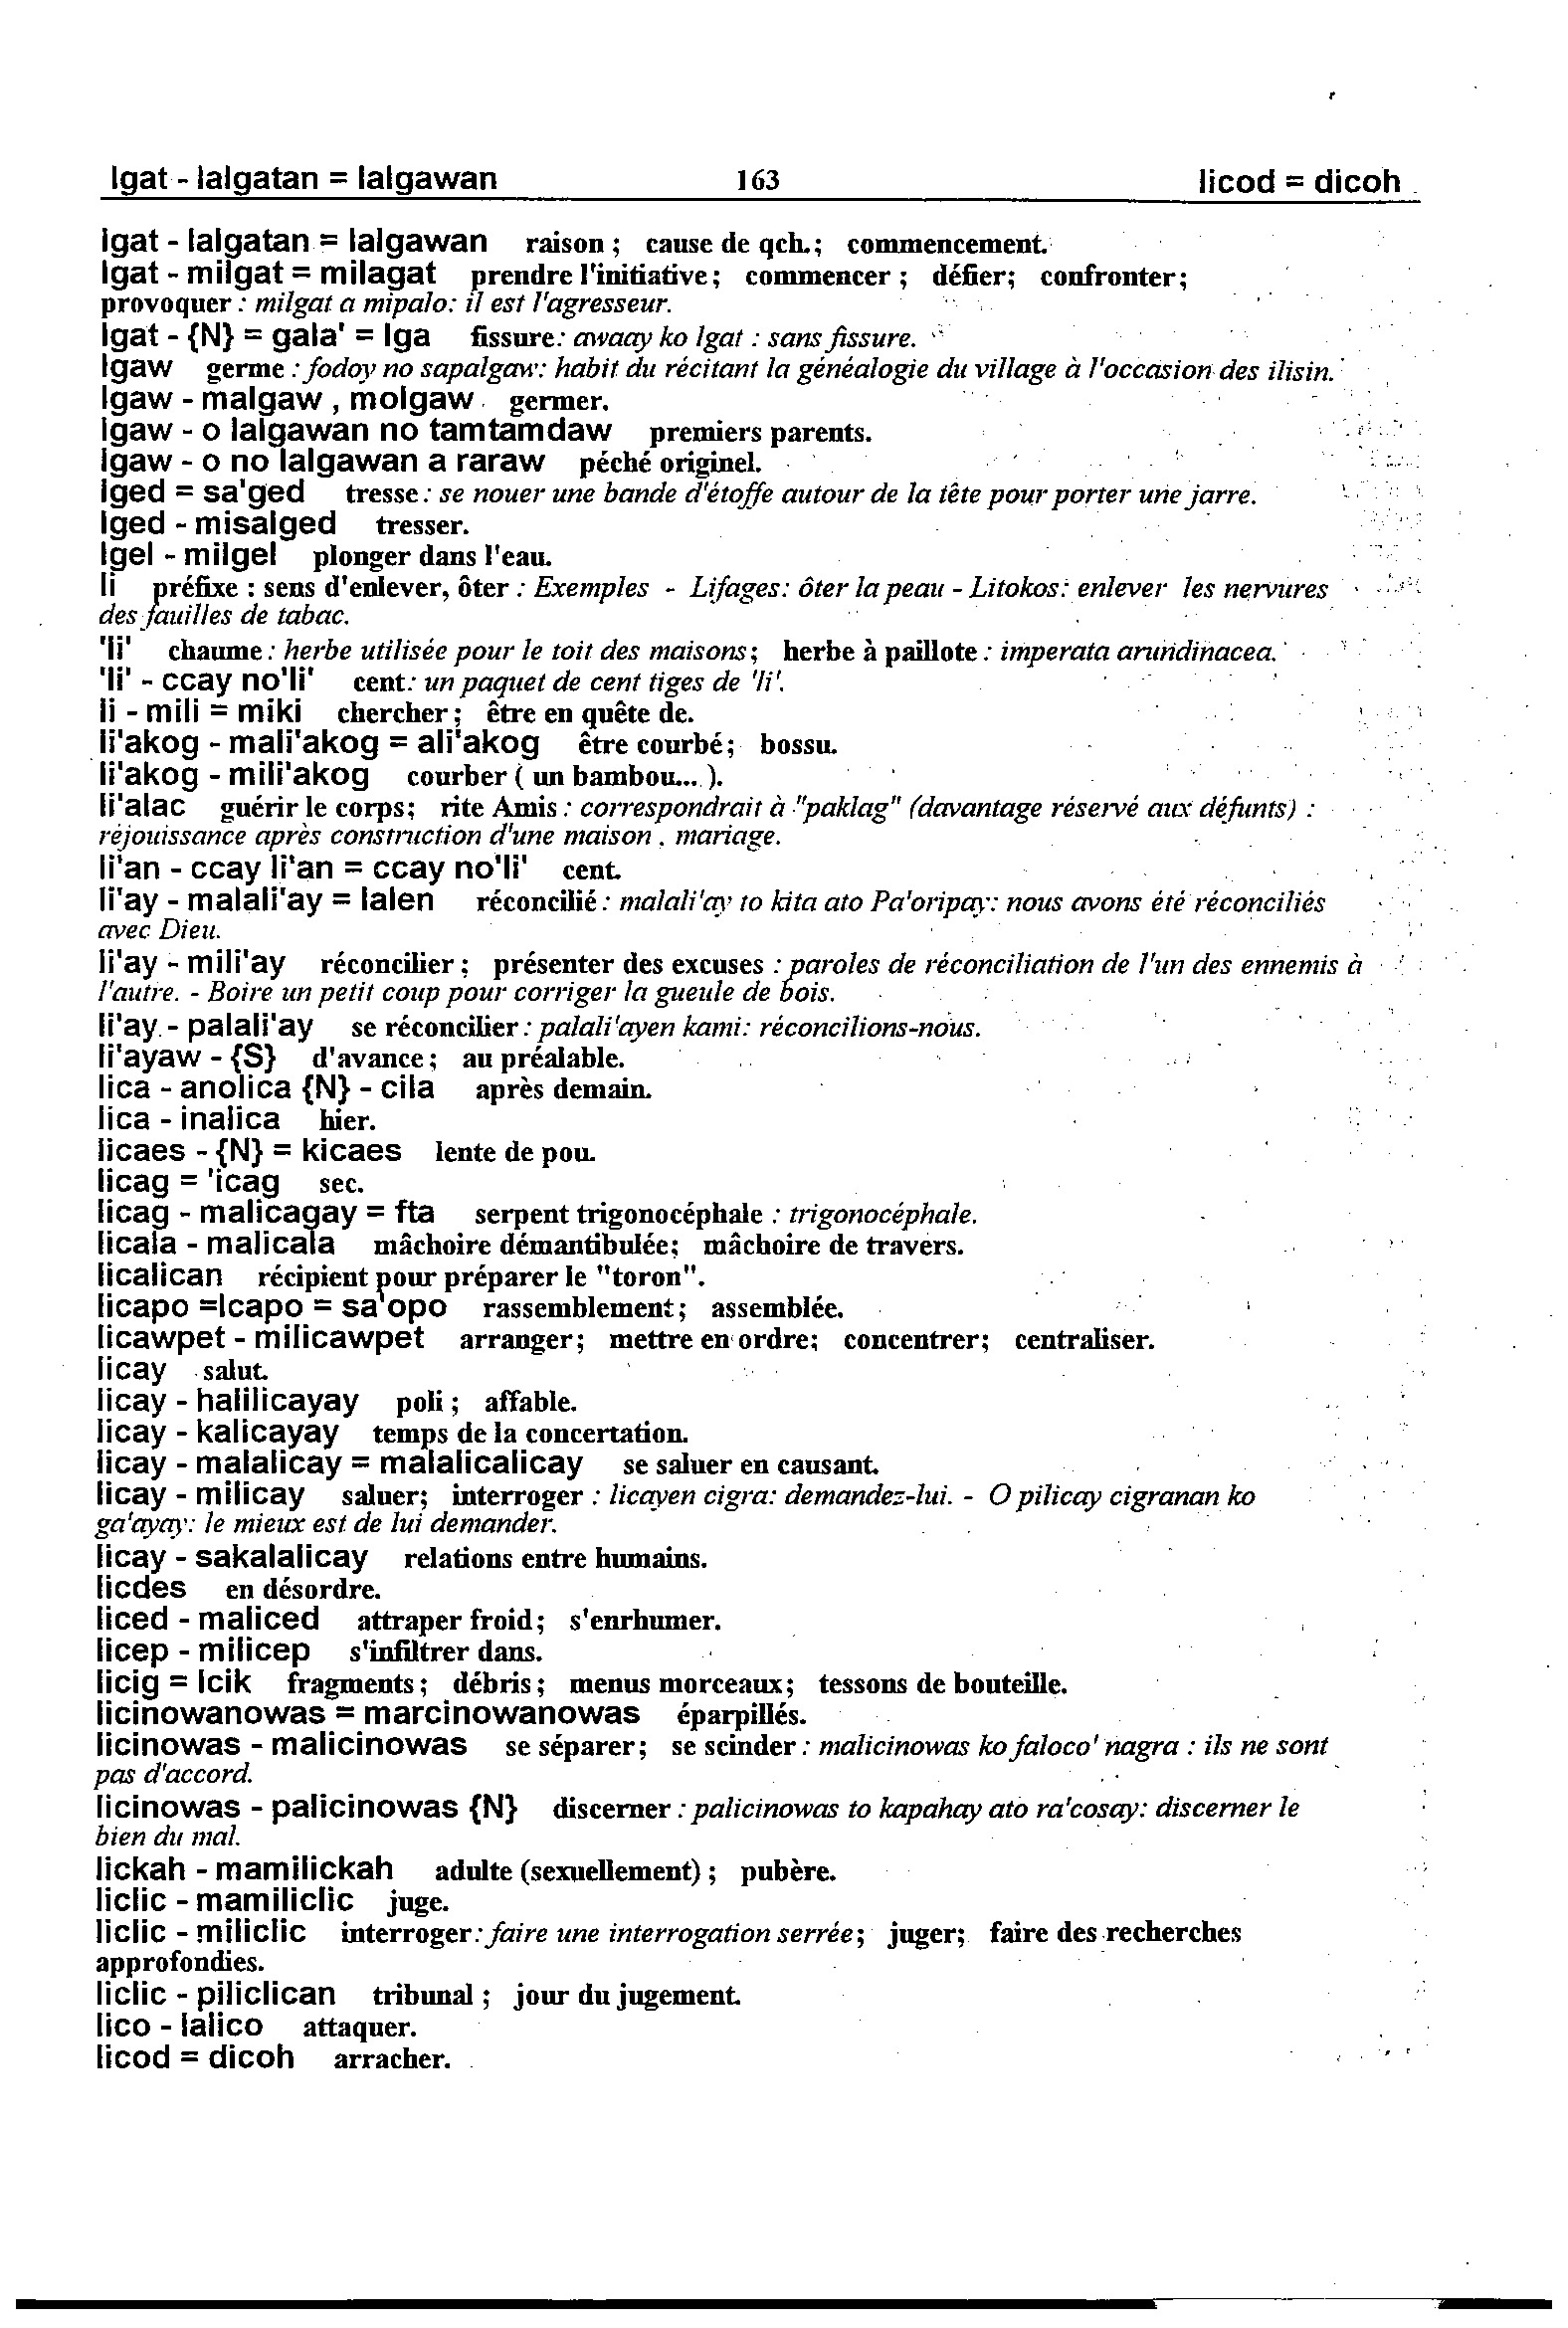 lgat - lalgatan = lalgawan 163 licod = dicoh
lgat - lalgatan = lalgawan raison ; cause de qch.; commencement.
lgat - milgat = milagat prendre l'initiative ; commencer ; défier; confronter;
provoquer : milgat a mipalo: il est l'agresseur.
lgat - {N} = gala' = lga fissure: awaay ko lgat : sans fissure.
lgaw germe : fodoy no sapalgaw: habit du récitant la généalogie du village à l'occasion des ilisin.
lgaw - malgaw , molgaw germer.
lgaw - o lalgawan no tamtamdaw premiers parents.
lgaw - o no lalgawan a raraw péché originel.
lged = sa'ged tresse : se nouer une bande d'étoffe autour de la tête pour porter une jarre.
lged - misalged tresser.
lgel - milgel plonger dans l'eau.
li préfixe : sens d'enlever, ôter : Exemples - Lifages: ôter la peau - Litokos: enlever les nervures
des fauilles de tabac.
'li' chaume : herbe utilisée pour le toit des maisons; herbe à paillote : imperata arundinacea.
'li' - ccay no'li' cent: un paquet de cent tiges de 'li'.
li - mili = miki chercher ; être en quête de.
li'akog - mali'akog = ali'akog être courbé; bossu.
li'akog - mili'akog courber ( un bambou... ).
li'alac guérir le corps; rite Amis : correspondrait à "paklag" (davantage réservé aux défunts) :
réjouissance après construction d'une maison . mariage.
li'an - ccay li'an = ccay no'li' cent.
li'ay - malali'ay = lalen réconcilié : malali'ay to kita ato Pa'oripay: nous avons été réconciliés
avec Dieu.
li'ay - mili'ay réconcilier ; présenter des excuses : paroles de réconciliation de l'un des ennemis à
l'autre. - Boire un petit coup pour corriger la gueule de bois.
li'ay - palali'ay se réconcilier : palali'ayen kami: réconcilions-nous.
li'ayaw - {S} d'avance ; au préalable.
lica - anolica {N} - cila après demain.
lica - inalica hier.
licaes - {N} = kicaes lente de pou.
licag = 'icag sec.
licag - malicagay = fta serpent trigonocéphale : trigonocéphale.
licala - malicala mâchoire démantibulée; mâchoire de travers.
licalican récipient pour préparer le "toron".
licapo =lcapo = sa'opo rassemblement ; assemblée.
licawpet - milicawpet arranger ; mettre en ordre; concentrer; centraliser.
licay salut.
licay - halilicayay poli ; affable.
licay - kalicayay temps de la concertation.
licay - malalicay = malalicalicay se saluer en causant.
licay - milicay saluer; interroger : licayen cigra: demandez-lui. - O pilicay cigranan ko
ga'ayay: le mieux est de lui demander.
licay - sakalalicay relations entre humains.
licdes en désordre.
liced - maliced attraper froid; s'enrhumer.
licep - milicep s'infiltrer dans.
licig = lcik fragments ; débris ; menus morceaux; tessons de bouteille.
licinowanowas = marcinowanowas éparpillés.
licinowas - malicinowas se séparer; se scinder : malicinowas ko faloco' nagra : ils ne sont
pas d'accord.
licinowas - palicinowas {N} discerner : palicinowas to kapahay ato ra'cosay: discerner le
bien du mal.
lickah - mamilickah adulte (sexuellement) ; pubère.
liclic - mamiliclic juge.
liclic - miliclic interroger: faire une interrogation serrée; juger; faire des recherches
approfondies.
liclic - piliclican tribunal ; jour du jugement.
lico - lalico attaquer.
licod = dicoh arracher.